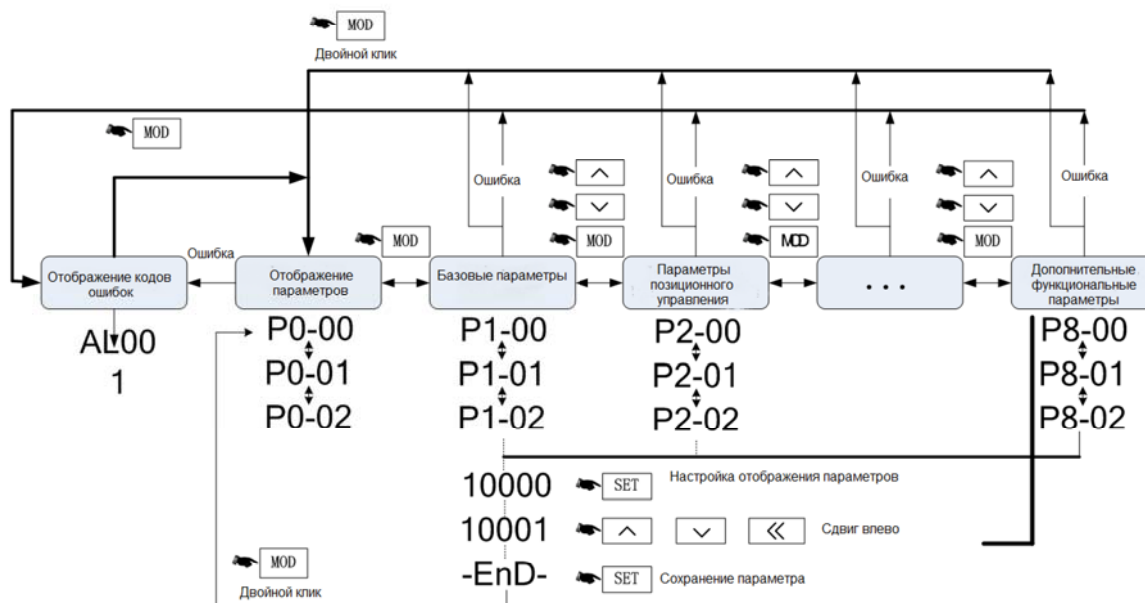 MOD
Двойной клик
MOD
Ошибка
Ошибка
Ошибка
Ошибка
MOD
MOD
MOD
MOD
Ошибка
Отображение кодов
ошибок
Отображение
параметров
Базовые параметры
Параметры
позиционного
управления
• • •
Дополнительные
функциональные
параметры
AL00
1
P0-00
P0-01
P0-02
P1-00
P1-01
P1-02
P2-00
P2-01
P2-02
P8-00
P8-01
P8-02
10000
SET
Настройка отображения параметров
10001
Сдвиг влево
-EnD-
SET
Сохранение параметра
MOD
Двойной клик